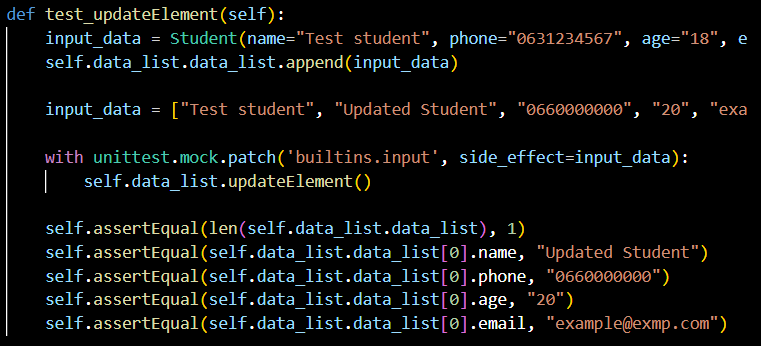 def test_updateElement(self):
input_data = Student(name="Test student", phone="0631234567", age="18", e
self.data_list.data_list.append(input_data)
input_data = ["Test student", "Updated Student", "0660000000", "20", "exa
with unittest.mock.patch('builtins.input', side_effect=input_data):
self.data_list.updateElement()
self.assertEqual(len(self.data_list.data_list), 1)
self.assertEqual(self.data_list.data_list[0].name, "Updated Student")
self.assertEqual(self.data_list.data_list[0].phone, "0660000000")
self.assertEqual(self.data_list.data_list[0].age, "20")
self.assertEqual(self.data_list.data_list[0].email, "example@exmp.com")